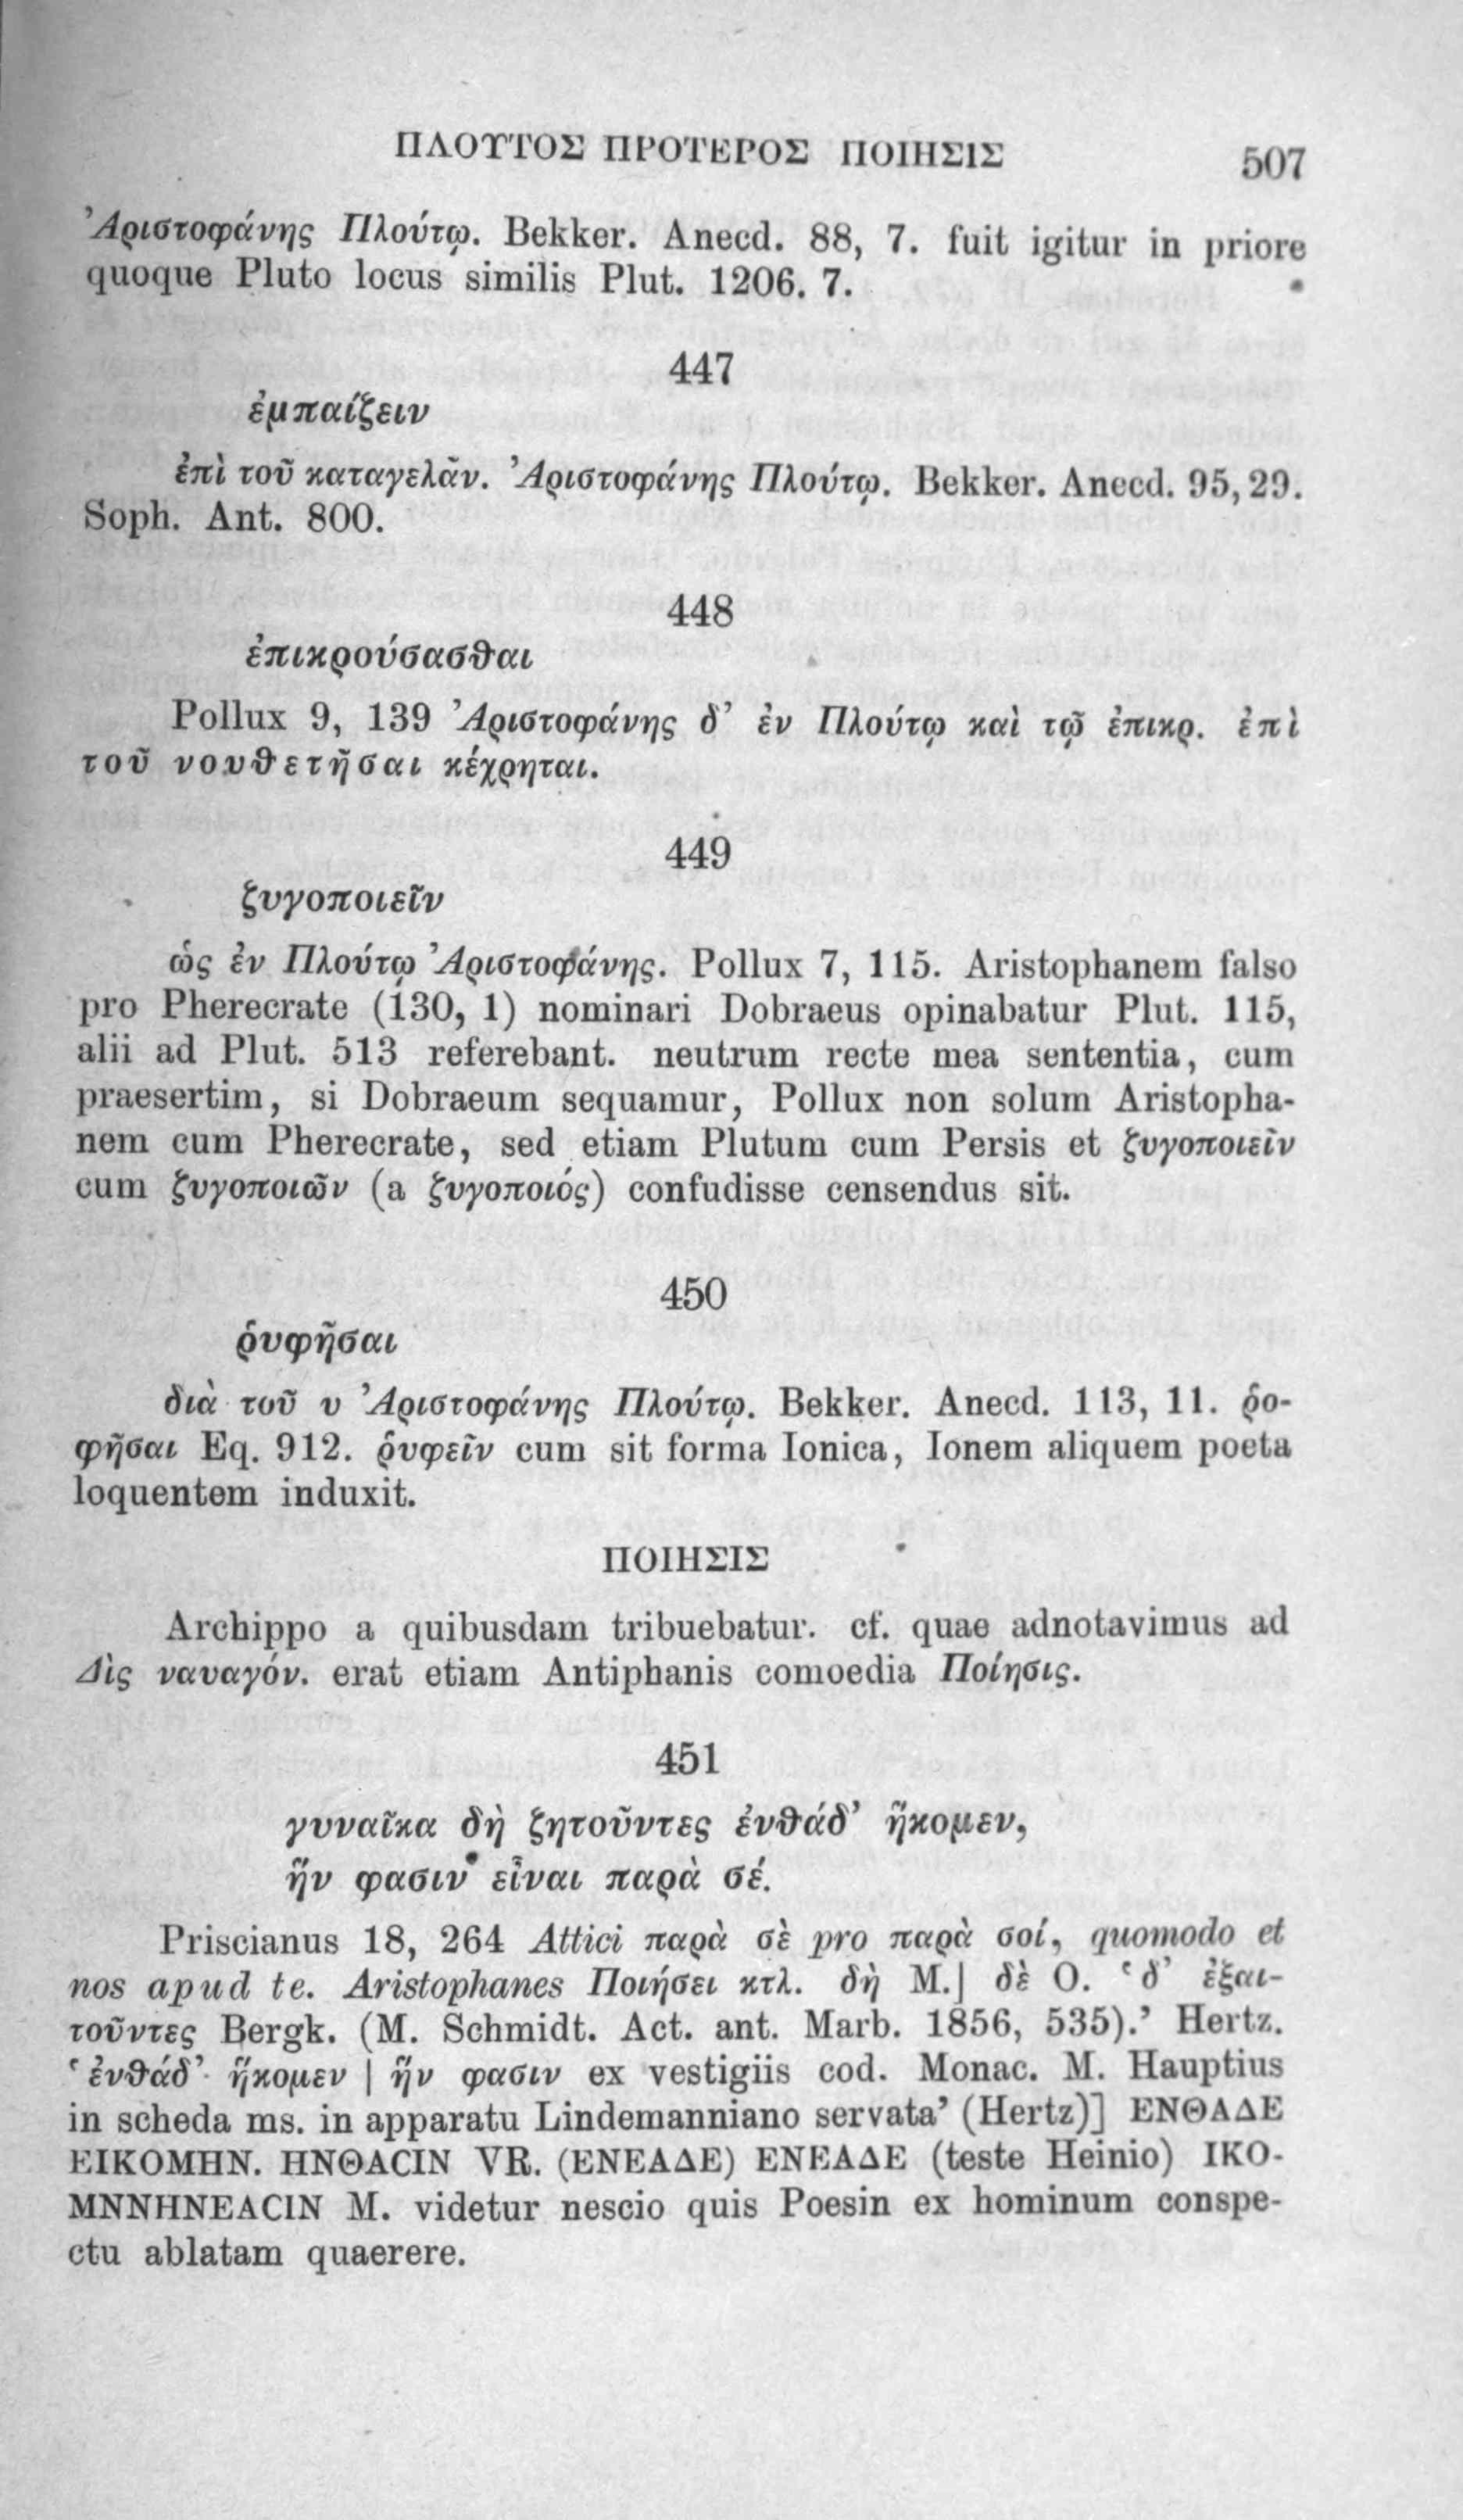 ΠΛΟΥΤΟΣ ΠΡΟΤΕΡΟΣ ΠΟΙΗΣΙΣ 507
Ἀριστοφάνης Πλούτῳ. Bekker. Anecd. 88, 7. fuit igitur in priore
quoque Pluto locus similis Plut. 1206. 7.
447
ἐμπαίζειν
ἐπὶ τοῦ καταγελᾶν. Ἀριστοφάνης Πλούτῳ. Bekker. Anecd. 95, 29.
Soph. Ant. 800.
448
ἐπικρούσασθαι
Pollux 9, 139 Ἀριστοφάνης δ’ ἐν Πλούτῳ καὶ τῷ ἐπικρ. ἐπὶ
τοῦ νουθετῆσαι κέχρηται.
449
ζυγοποιεῖν
ὡς ἐν Πλούτῳ Ἀριστοφάνης. Pollux 7, 115. Aristophanem falso
pro Pherecrate (130, 1) nominari Dobraeus opinabatur Plut. 115,
alii ad Plut. 513 referebant. neutrum recte mea sententia, cum
praesertim, si Dobraeum sequamur, Pollux non solum Aristopha-
nem cum Pherecrate, sed etiam Plutum cum Persis et ζυγοποιεῖν
cum ζυγοποιῶν (a ζυγοποιός) confudisse censendus sit.
450
ῥυφῆσαι
διὰ τοῦ υ Ἀριστοφάνης Πλούτῳ. Bekker. Anecd. 113, 11. ῥο-
φῆσαι Eq. 912. ῥυφεῖν cum sit forma Ionica, Ionem aliquem poeta
loquentem induxit.
ΠΟΙΗΣΙΣ
Archippo a quibusdam tribuebatur. cf. quae adnotavimus ad
Δὶς ναυαγόν. erat etiam Antiphanis comoedia Ποίησις.
451
γυναῖκα δὴ ζητοῦντες ἐνθάδ’ ἥκομεν,
ἥν φασιν εἶναι παρὰ σέ.
Priscianus 18, 264 Attici παρὰ σὲ pro παρὰ σοί, quomodo et
nos apud te. Aristophanes Ποιήσει κτλ. δὴ M.] δὲ O. ‘δ’ ἐξαι-
τοῦντες Bergk. (M. Schmidt. Act. ant. Marb. 1856, 535).’ Hertz.
‘ἐνθάδ’ ἥκομεν | ἥν φασιν ex vestigiis cod. Monac. M. Hauptius
in scheda ms. in apparatu Lindemanniano servata’ (Hertz)] ΕΝΘΑΔΕ
ΕΙΚΟΜΗΝ. ΗΝΘΑCΙΝ VR. (ΕΝΕΑΔΕ) ΕΝΕΑΔΕ (teste Heinio) ΙΚΟ-
ΜΝΝΗΝΕΑCΙΝ M. videtur nescio quis Poesin ex hominum conspe-
ctu ablatam quaerere.